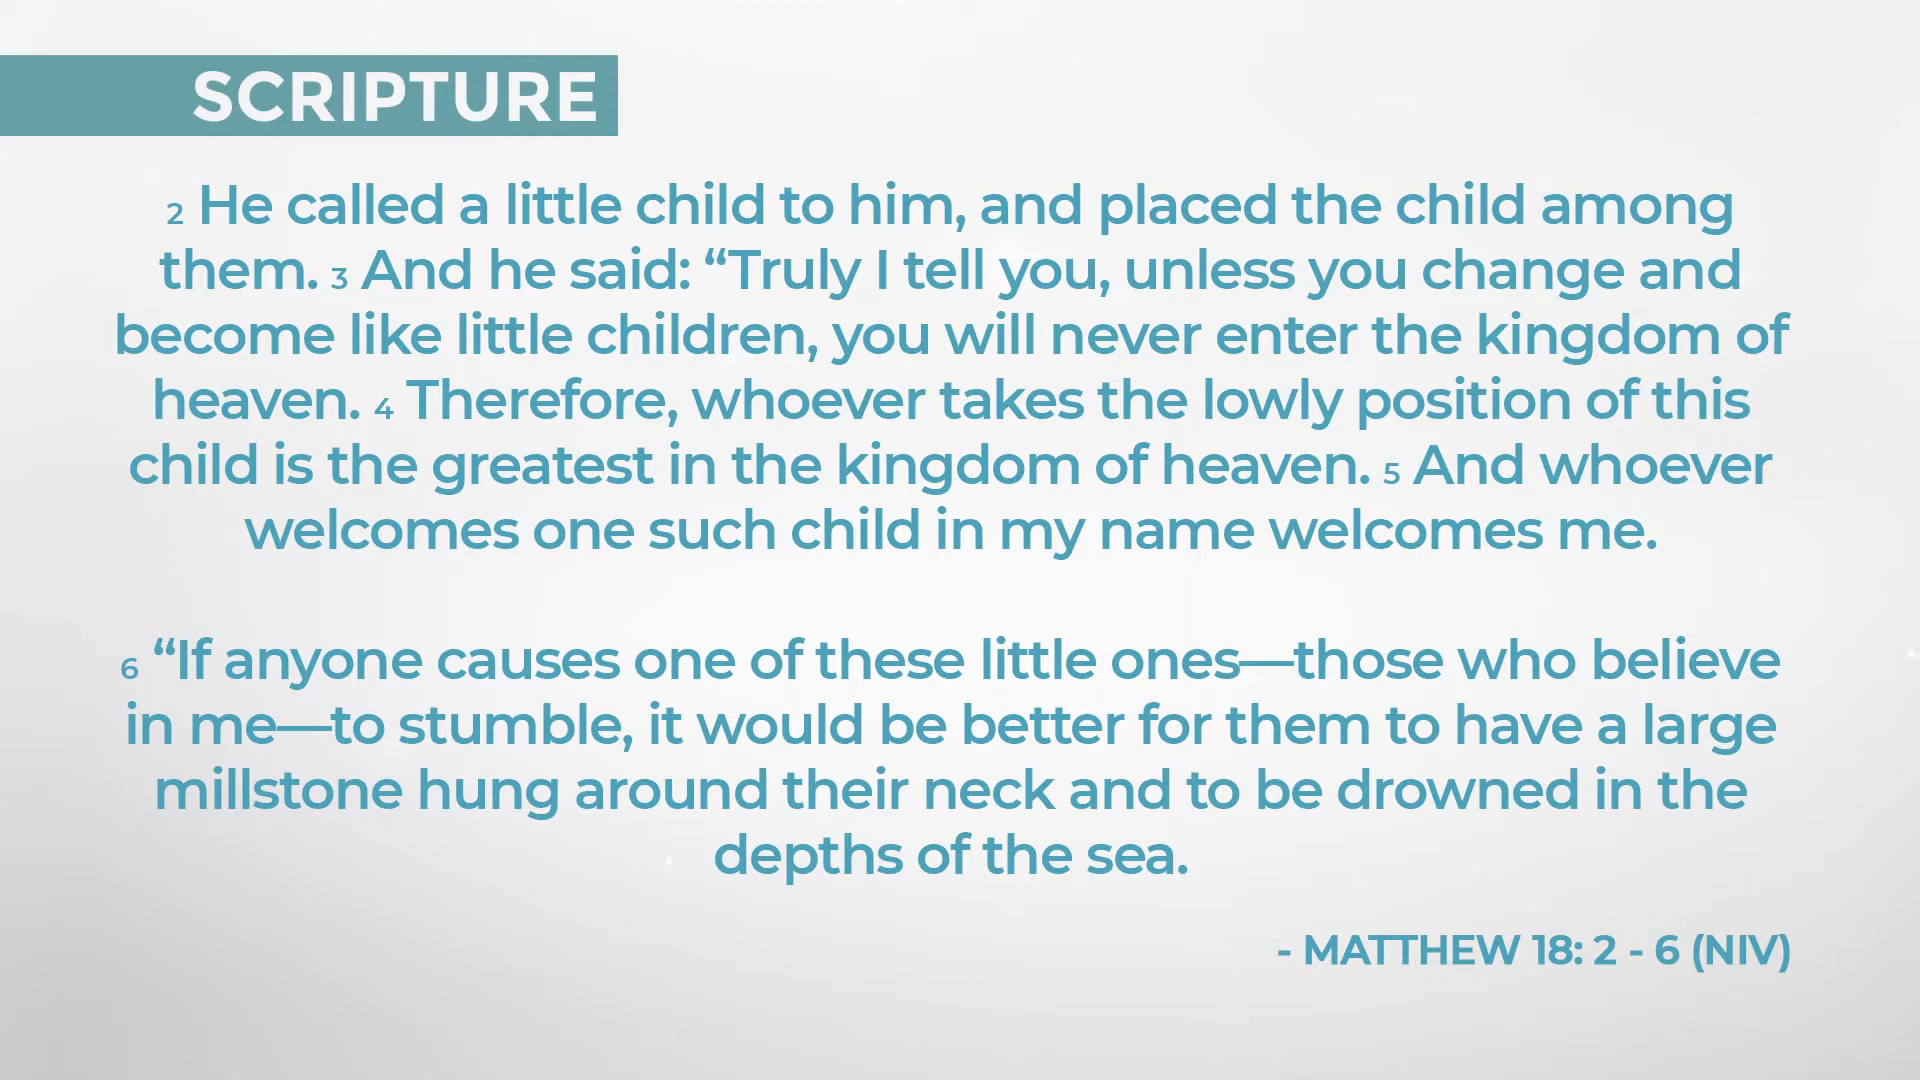 SCRIPTURE
2 He called a little child to him, and placed the child among
them. 3 And he said: “Truly I tell you, unless you change and
become like little children, you will never enter the kingdom of
heaven. 4 Therefore, whoever takes the lowly position of this
child is the greatest in the kingdom of heaven. 5 And whoever
welcomes one such child in my name welcomes me.
6 “If anyone causes one of these little ones—those who believe
in me—to stumble, it would be better for them to have a large
millstone hung around their neck and to be drowned in the
depths of the sea.
- MATTHEW 18: 2 - 6 (NIV)